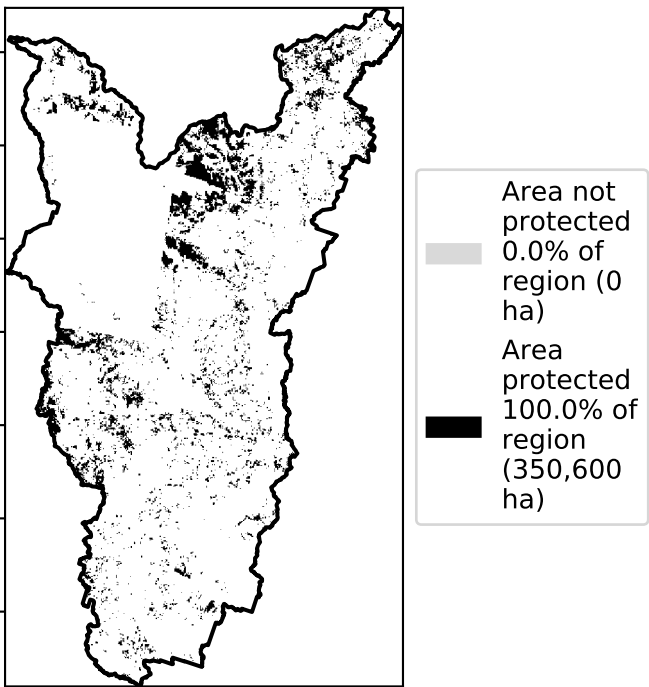 Area not
protected
0.0% of
region (0
ha)
Area
protected
100.0% of
region
(350,600
ha)